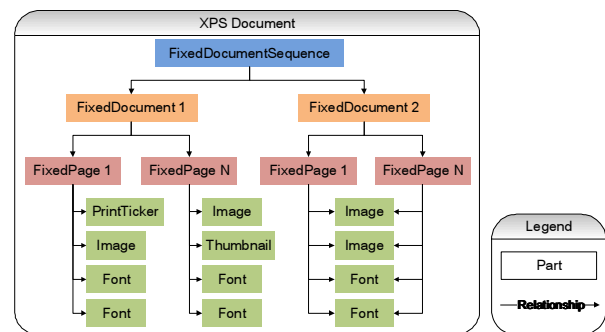 XPS Document
FixedDocumentSequence
FixedDocument 1
FixedDocument 2
FixedPage 1
FixedPage N
FixedPage 1
FixedPage N
PrintTicker
Image
Image
Image
Thumbnail
Image
Font
Font
Font
Font
Font
Font
Legend
Part
Relationship